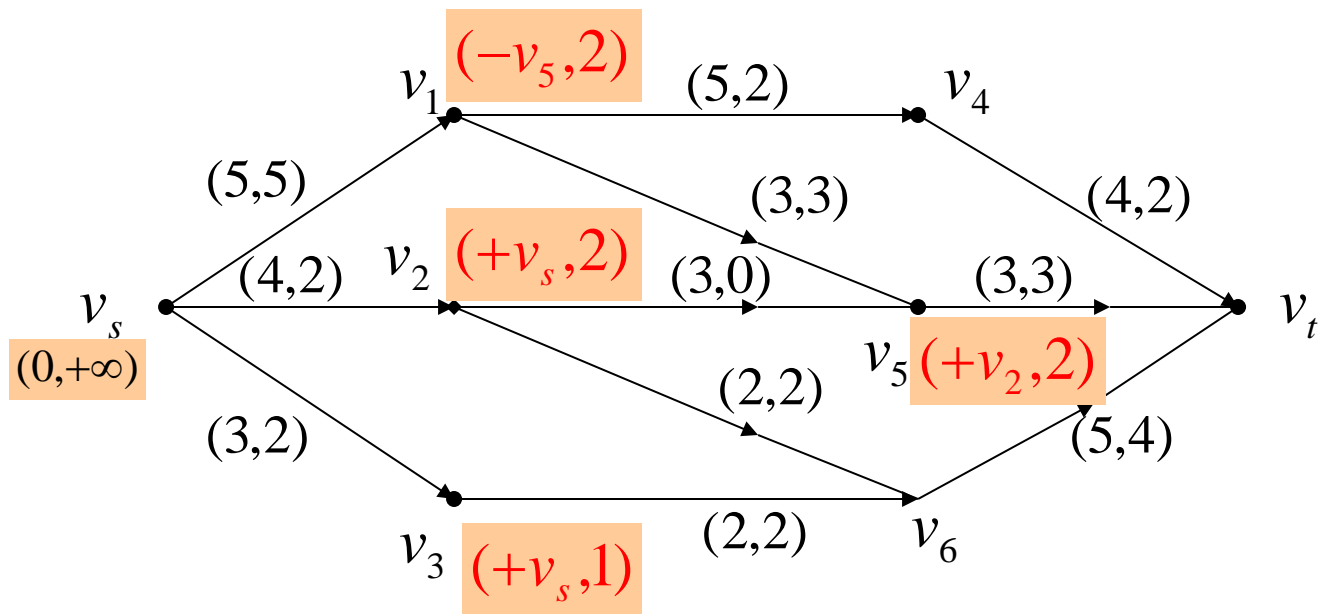 (−v₅,2)
v₁
(5,2)
v₄
(5,5)
(3,3)
(4,2)
(4,2)
v₂
(+vₛ,2)
(3,0)
(3,3)
vₛ
vₜ
(0,+∞)
v₅
(+v₂,2)
(2,2)
(3,2)
(5,4)
v₃
(+vₛ,1)
(2,2)
v₆